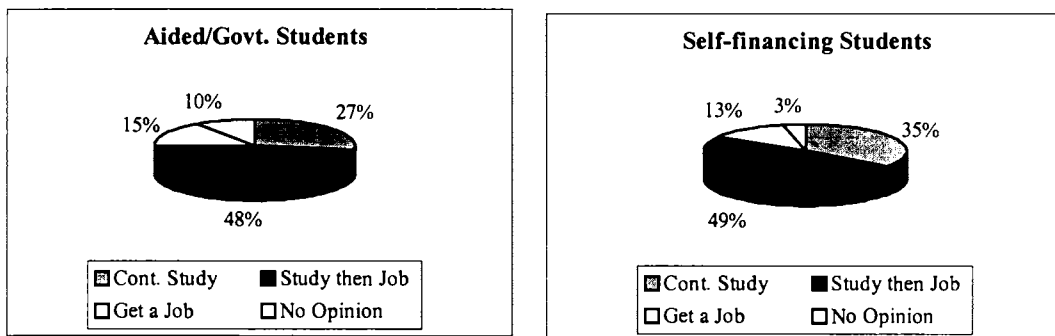 Aided/Govt. Students
10%
27%
15%
48%
Cont. Study
Study then Job
Get a Job
No Opinion
Self-financing Students
3%
13%
35%
49%
Cont. Study
Study then Job
Get a Job
No Opinion